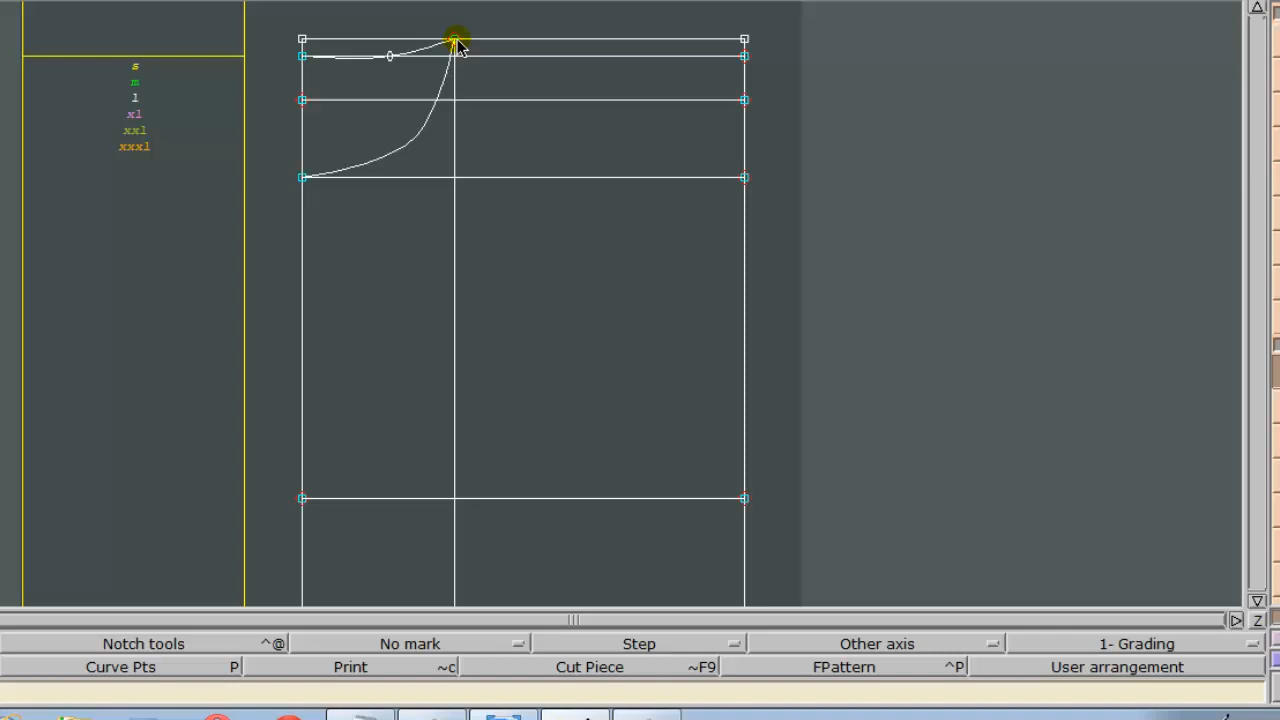 s
m
l
xl
xxl
xxxl
Z
Notch tools ^@ No mark Step Other axis 1- Grading
Curve Pts P Print ~c Cut Piece ~F9 FPattern ^P User arrangement